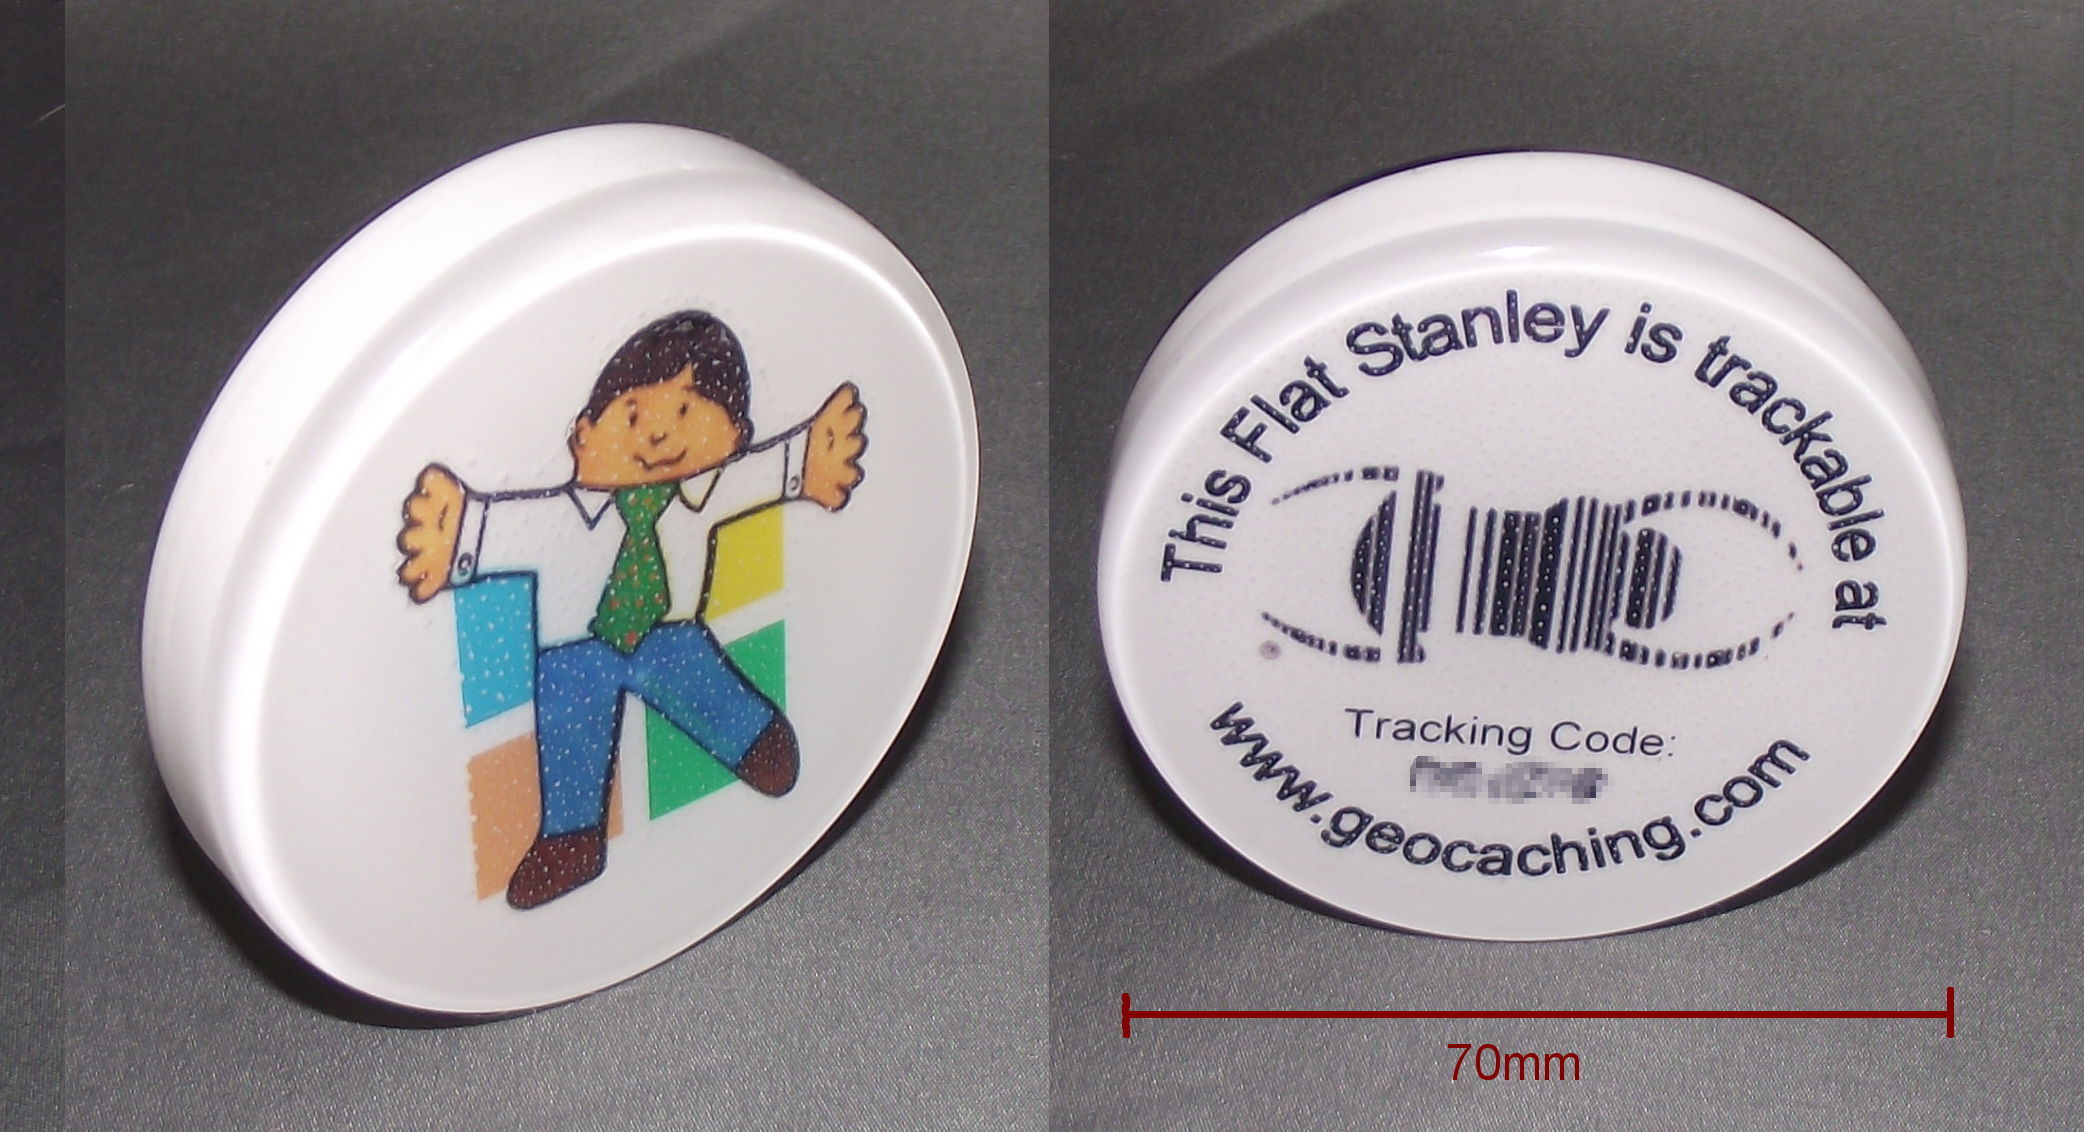 This Flat Stanley is trackable at
Tracking Code:
www.geocaching.com
70mm